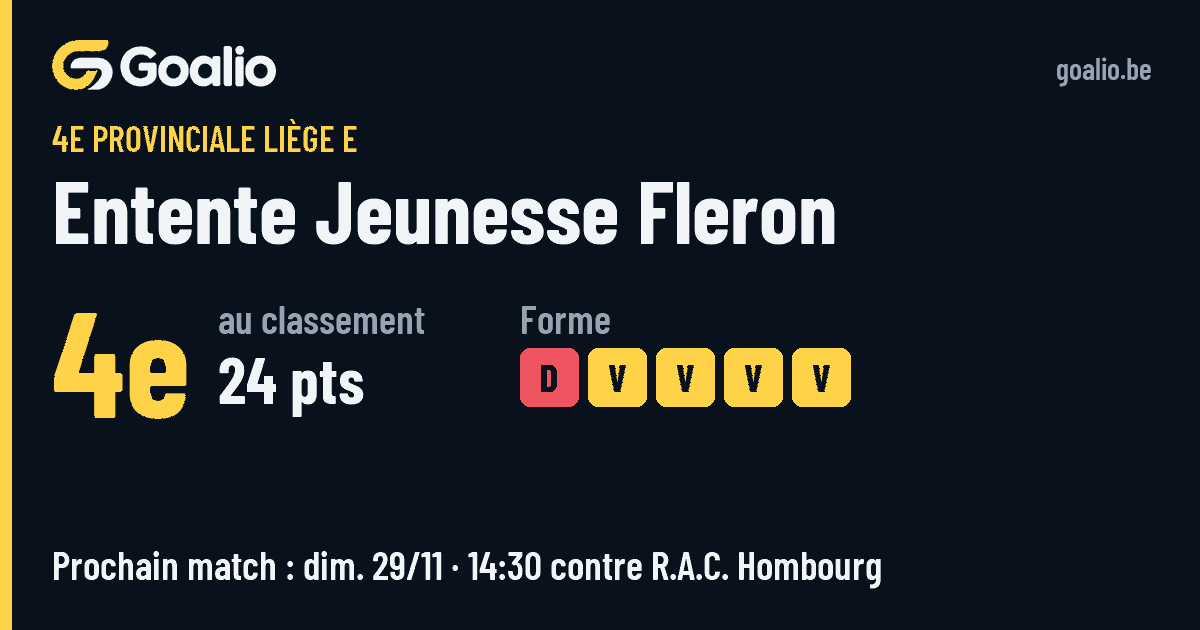 Goalio
goalio.be
4E PROVINCIALE LIÈGE E
Entente Jeunesse Fleron
4e
au classement
24 pts
Forme
D V V V V
Prochain match : dim. 29/11 · 14:30 contre R.A.C. Hombourg